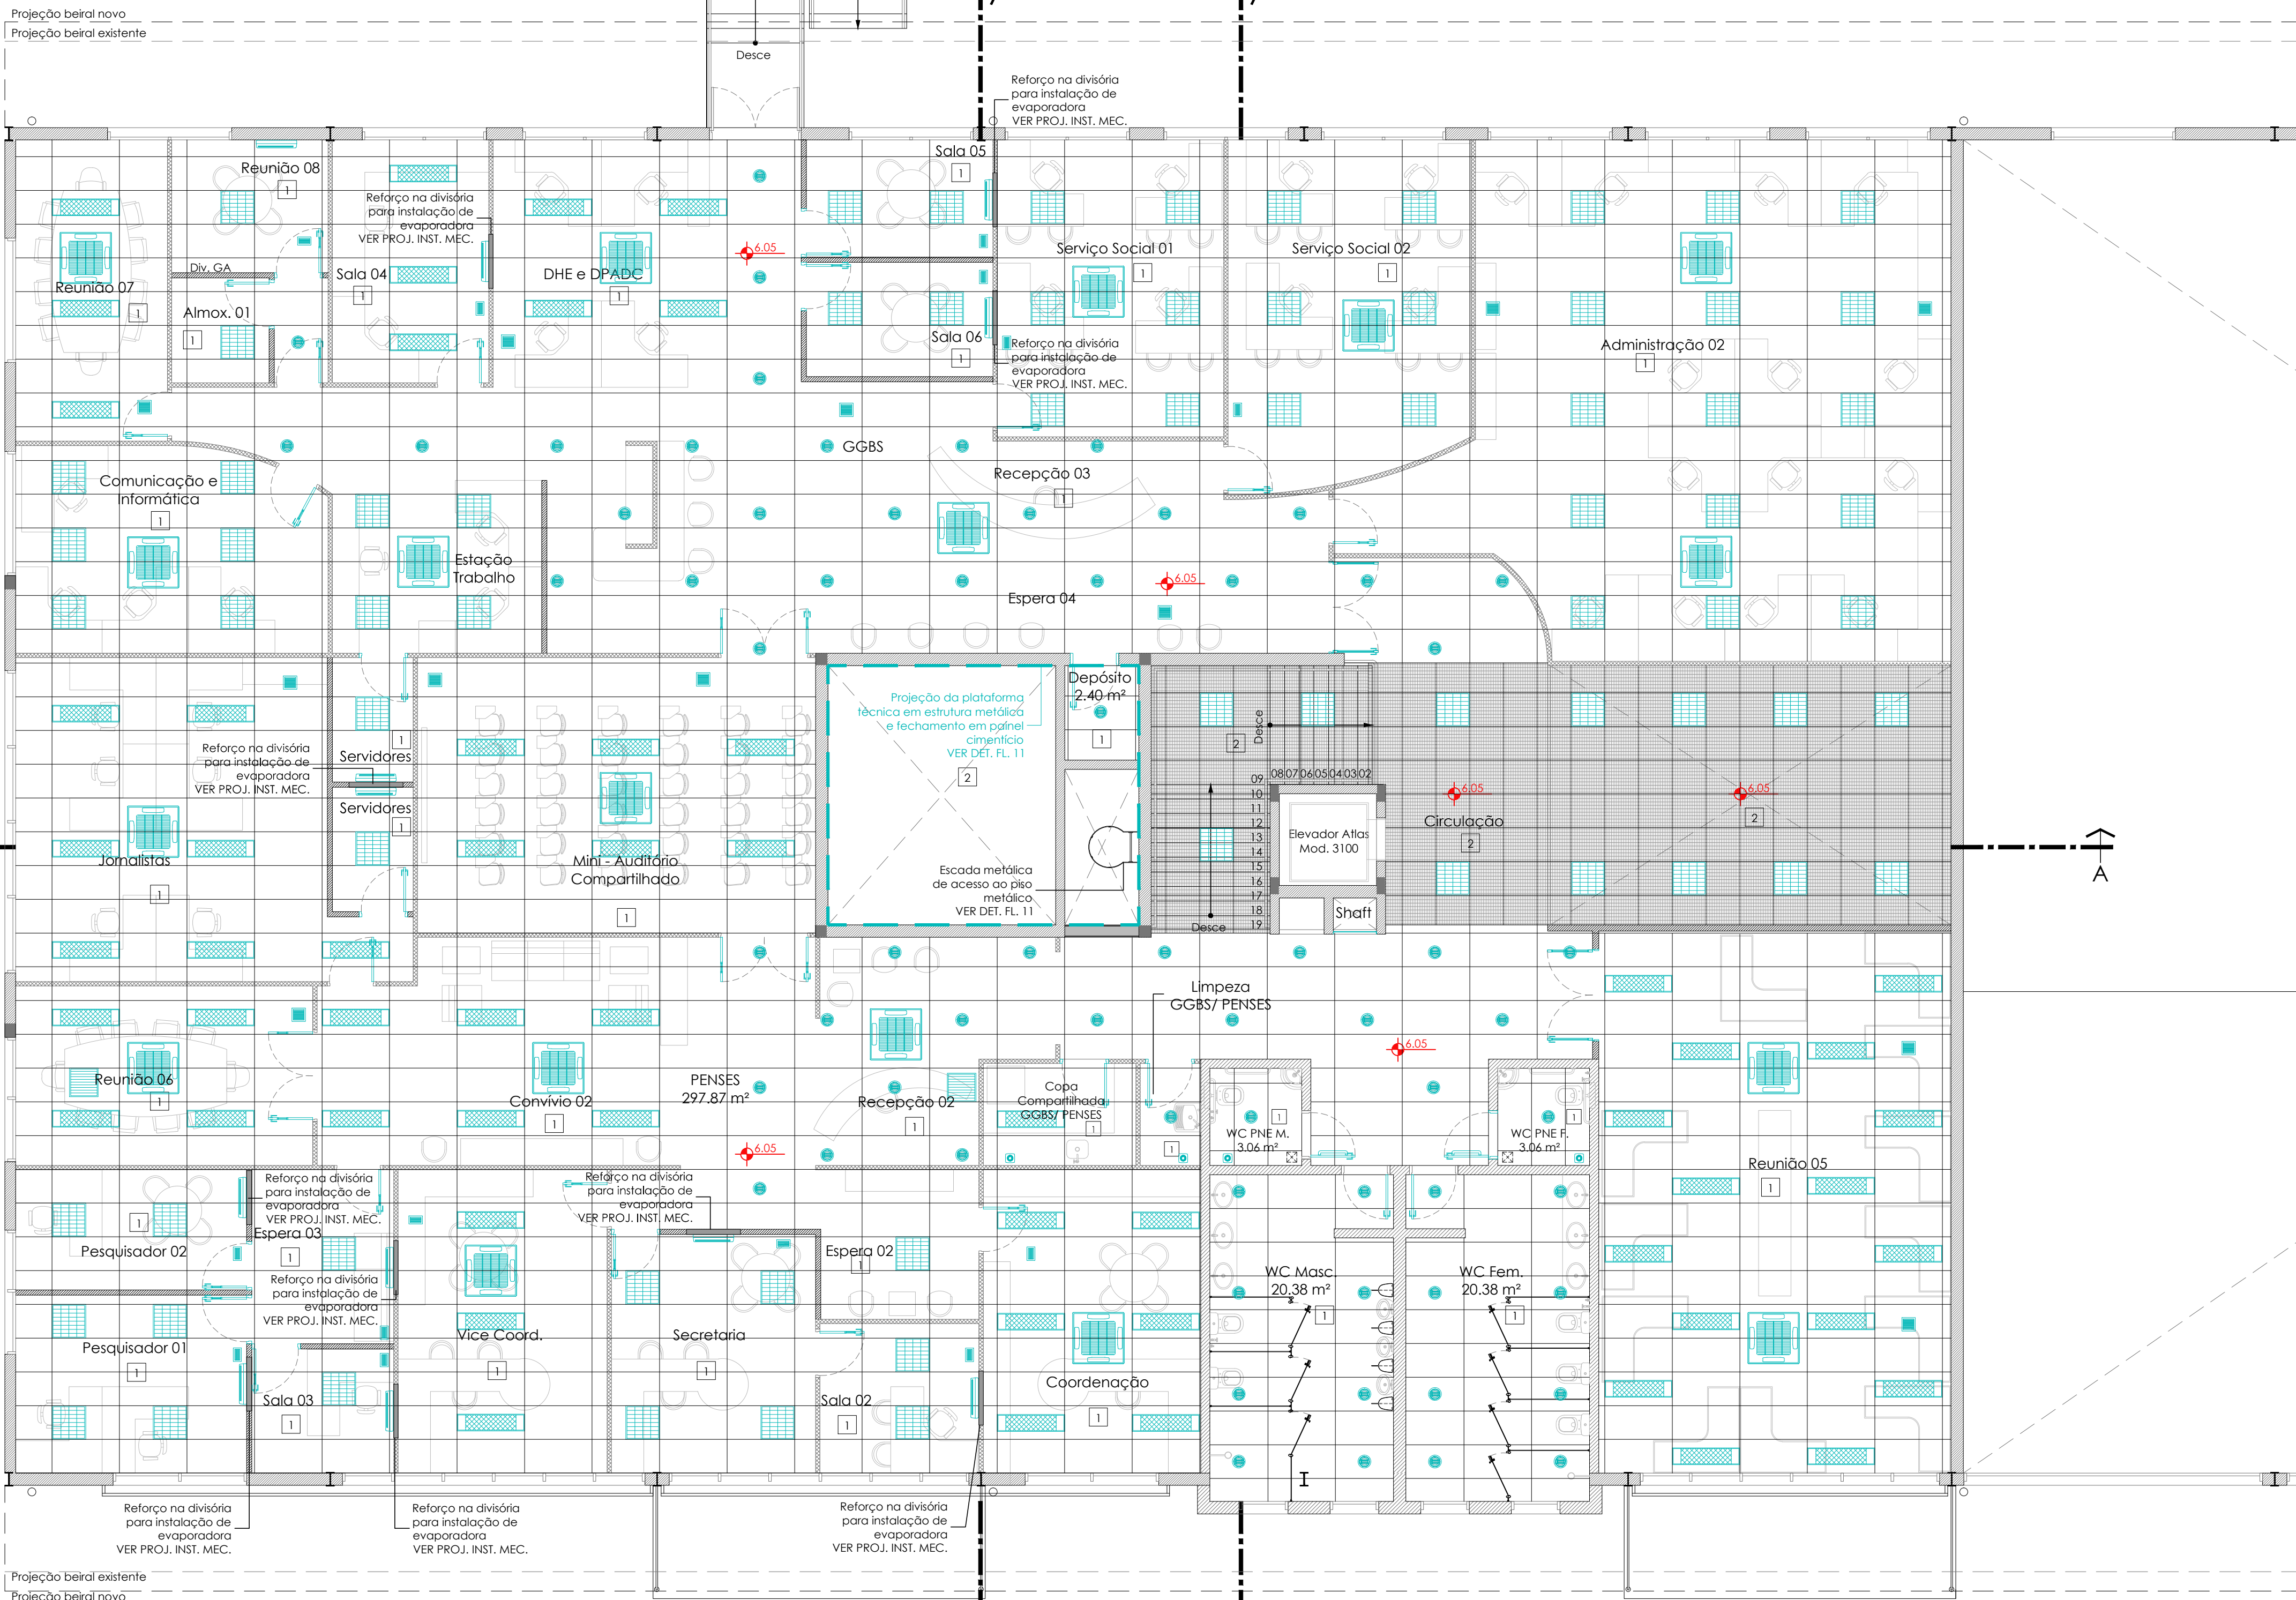 Projeção beiral novo
Projeção beiral existente
Desce
Reforço na divisória
para instalação de
evaporadora
VER PROJ. INST. MEC.
Reunião 08
1
Reforço na divisória
para instalação de
evaporadora
VER PROJ. INST. MEC.
Sala 05
1
Serviço Social 01
1
Serviço Social 02
1
6.05
Div. GA
Sala 04
1
DHE e DPADC
1
Reunião 07
1
Almox. 01
1
Sala 06
1
Reforço na divisória
para instalação de
evaporadora
VER PROJ. INST. MEC.
Administração 02
1
GGBS
Recepção 03
1
Comunicação e
Informática
1
Estação
Trabalho
6.05
Espera 04
Projeção da plataforma
técnica em estrutura metálica
e fechamento em painel
cimentício
VER DET. FL. 11
2
Depósito
2.40 m²
1
2
Desce
1
Servidores
Reforço na divisória
para instalação de
evaporadora
VER PROJ. INST. MEC.
Servidores
1
09
08 07 06 05 04 03 02
10
11
12
13
14
15
16
17
18
19
Desce
6.05
Circulação
2
6.05
2
Elevador Atlas
Mod. 3100
Shaft
A
Jornalistas
1
Mini - Auditório
Compartilhado
1
Escada metálica
de acesso ao piso
metálico
VER DET. FL. 11
Limpeza
GGBS/ PENSES
6.05
Reunião 06
1
Convívio 02
1
PENSES
297.87 m²
Recepção 02
1
Copa
Compartilhada
GGBS/ PENSES
1
1
1
WC PNE M.
3.06 m²
1
WC PNE F.
3.06 m²
6.05
Reunião 05
1
Reforço na divisória
para instalação de
evaporadora
VER PROJ. INST. MEC.
Reforço na divisória
para instalação de
evaporadora
VER PROJ. INST. MEC.
1
Pesquisador 02
Espera 03
1
Espera 02
1
Reforço na divisória
para instalação de
evaporadora
VER PROJ. INST. MEC.
WC Masc.
20.38 m²
1
WC Fem.
20.38 m²
1
Pesquisador 01
1
Vice Coord.
1
Secretaria
1
Sala 03
1
Sala 02
1
Coordenação
1
Reforço na divisória
para instalação de
evaporadora
VER PROJ. INST. MEC.
Reforço na divisória
para instalação de
evaporadora
VER PROJ. INST. MEC.
Reforço na divisória
para instalação de
evaporadora
VER PROJ. INST. MEC.
Projeção beiral existente
Projeção beiral novo